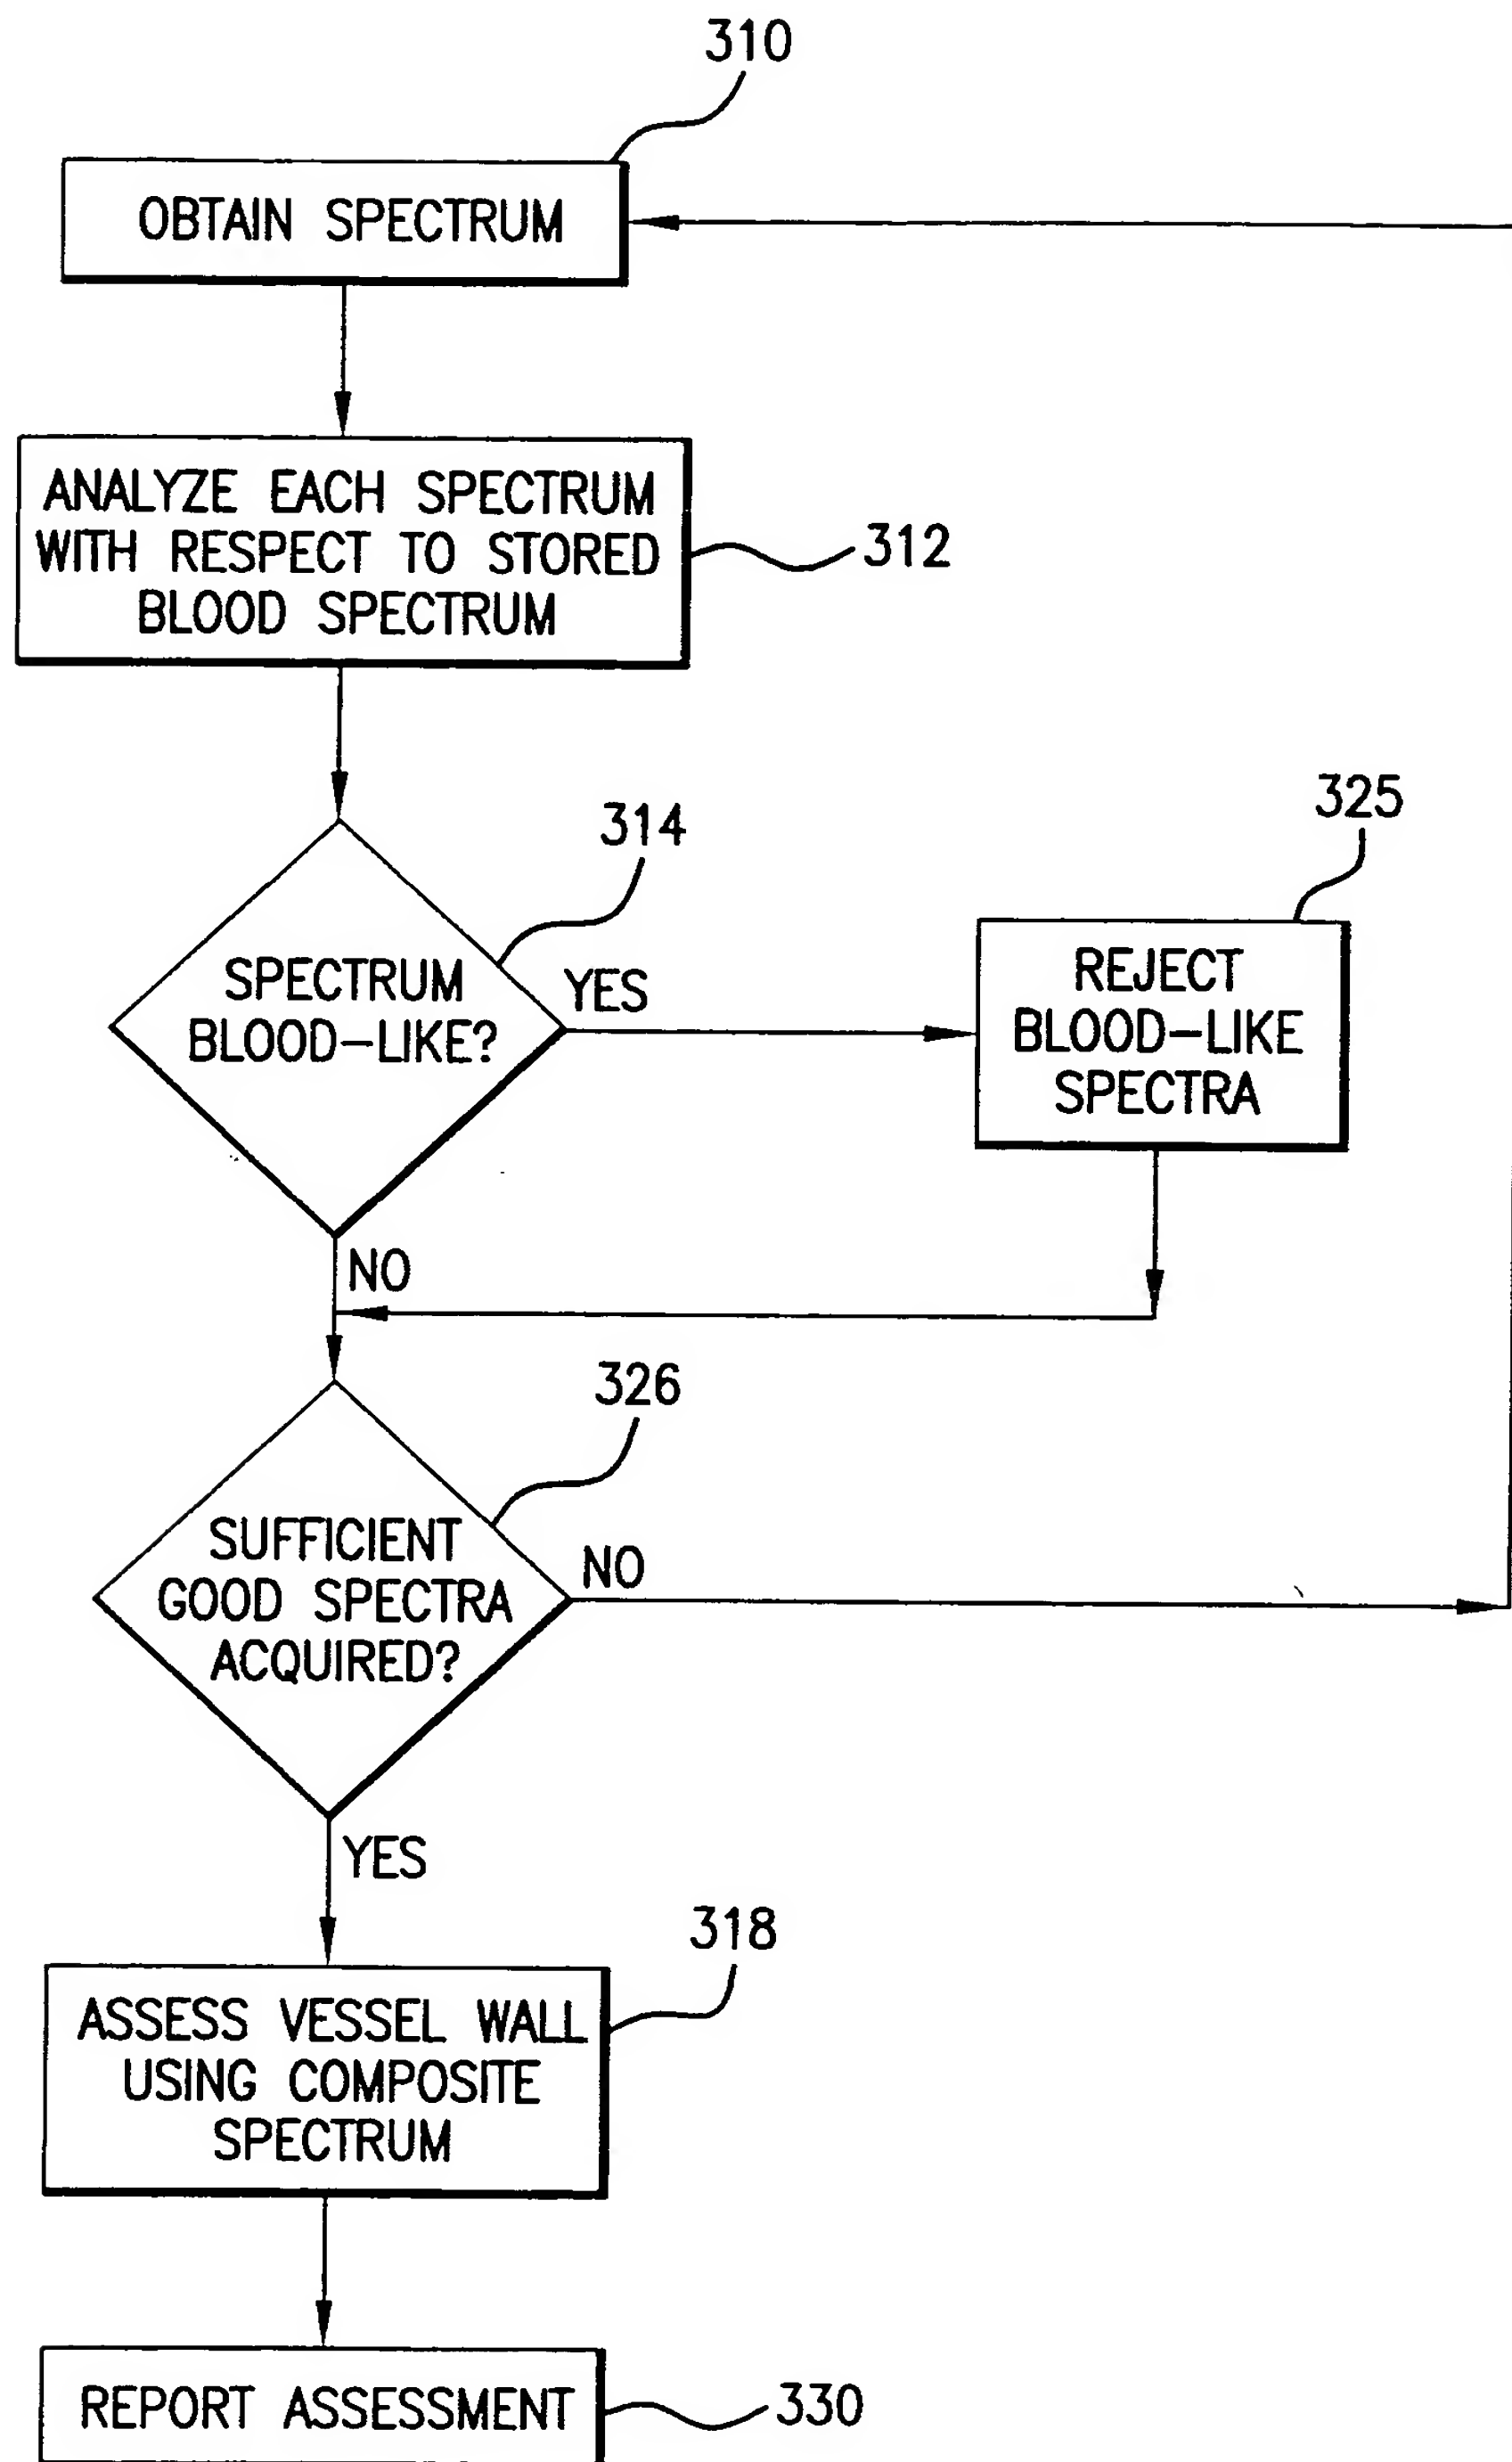 310
OBTAIN SPECTRUM
ANALYZE EACH SPECTRUM
WITH RESPECT TO STORED
BLOOD SPECTRUM
312
314
SPECTRUM
BLOOD-LIKE?
YES
325
REJECT
BLOOD-LIKE
SPECTRA
NO
326
SUFFICIENT
GOOD SPECTRA
ACQUIRED?
NO
YES
318
ASSESS VESSEL WALL
USING COMPOSITE
SPECTRUM
REPORT ASSESSMENT
330